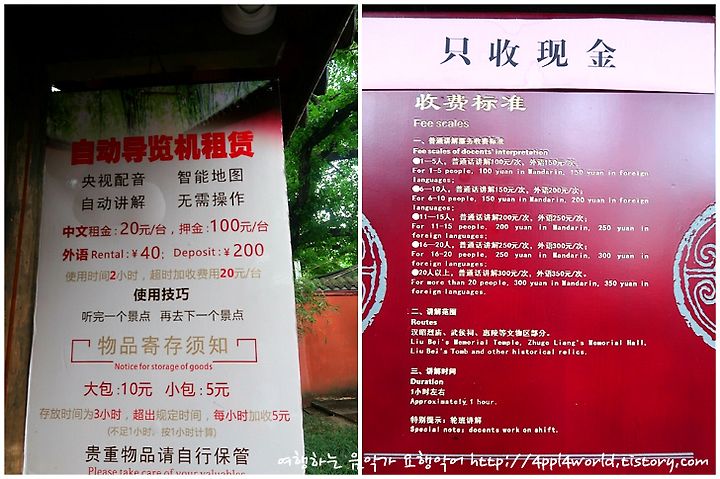 自动导览机租赁
央视配音 智能地图
自动讲解 无需操作
中文租金:20元/台,押金:100元/台
外语 Rental:¥40; Deposit:¥200
使用时间2小时,超时加收费用20元/台
使用技巧
听完一个景点 再去下一个景点
物品寄存须知
Notice for storage of goods
大包:10元 小包:5元
存放时间为3小时,超出规定时间,每小时加收5元
(不足1小时,按1小时计算)
贵重物品请自行保管
Please take care of your valuables
只收现金
收费标准
Fee scales
一、普通讲解服务收费标准
Fee scales of docents' interpretation
●1—5人,普通话讲解100元/次、外语150元/次;
For 1-5 people, 100 yuan in Mandarin, 150 yuan in foreign
languages;
●6—10人,普通话讲解150元/次、外语200元/次;
For 6-10 people, 150 yuan in Mandarin, 200 yuan in foreign
languages;
●11—15人,普通话讲解200元/次、外语250元/次;
For 11-15 people, 200 yuan in Mandarin, 250 yuan in
foreign languages;
●16—20人,普通话讲解250元/次、外语300元/次;
For 16-20 people, 250 yuan in Mandarin, 300 yuan in
foreign languages;
●20人以上,普通话讲解300元/次、外语350元/次。
For more than 20 people, 300 yuan in Mandarin, 350 yuan in
foreign languages.
二、讲解范围
Routes
汉昭烈庙、武侯祠、惠陵等文物区部分。
Liu Bei's Memorial Temple, Zhuge Liang's Memorial Hall,
Liu Bei's Tomb and other historical relics.
三、讲解时间
Duration
1小时左右
Approximately 1 hour.
特别提示:轮班讲解
Special note: docents work on shift.
여행하는 음악가 요행악어 http://4ppl4world.tistory.com